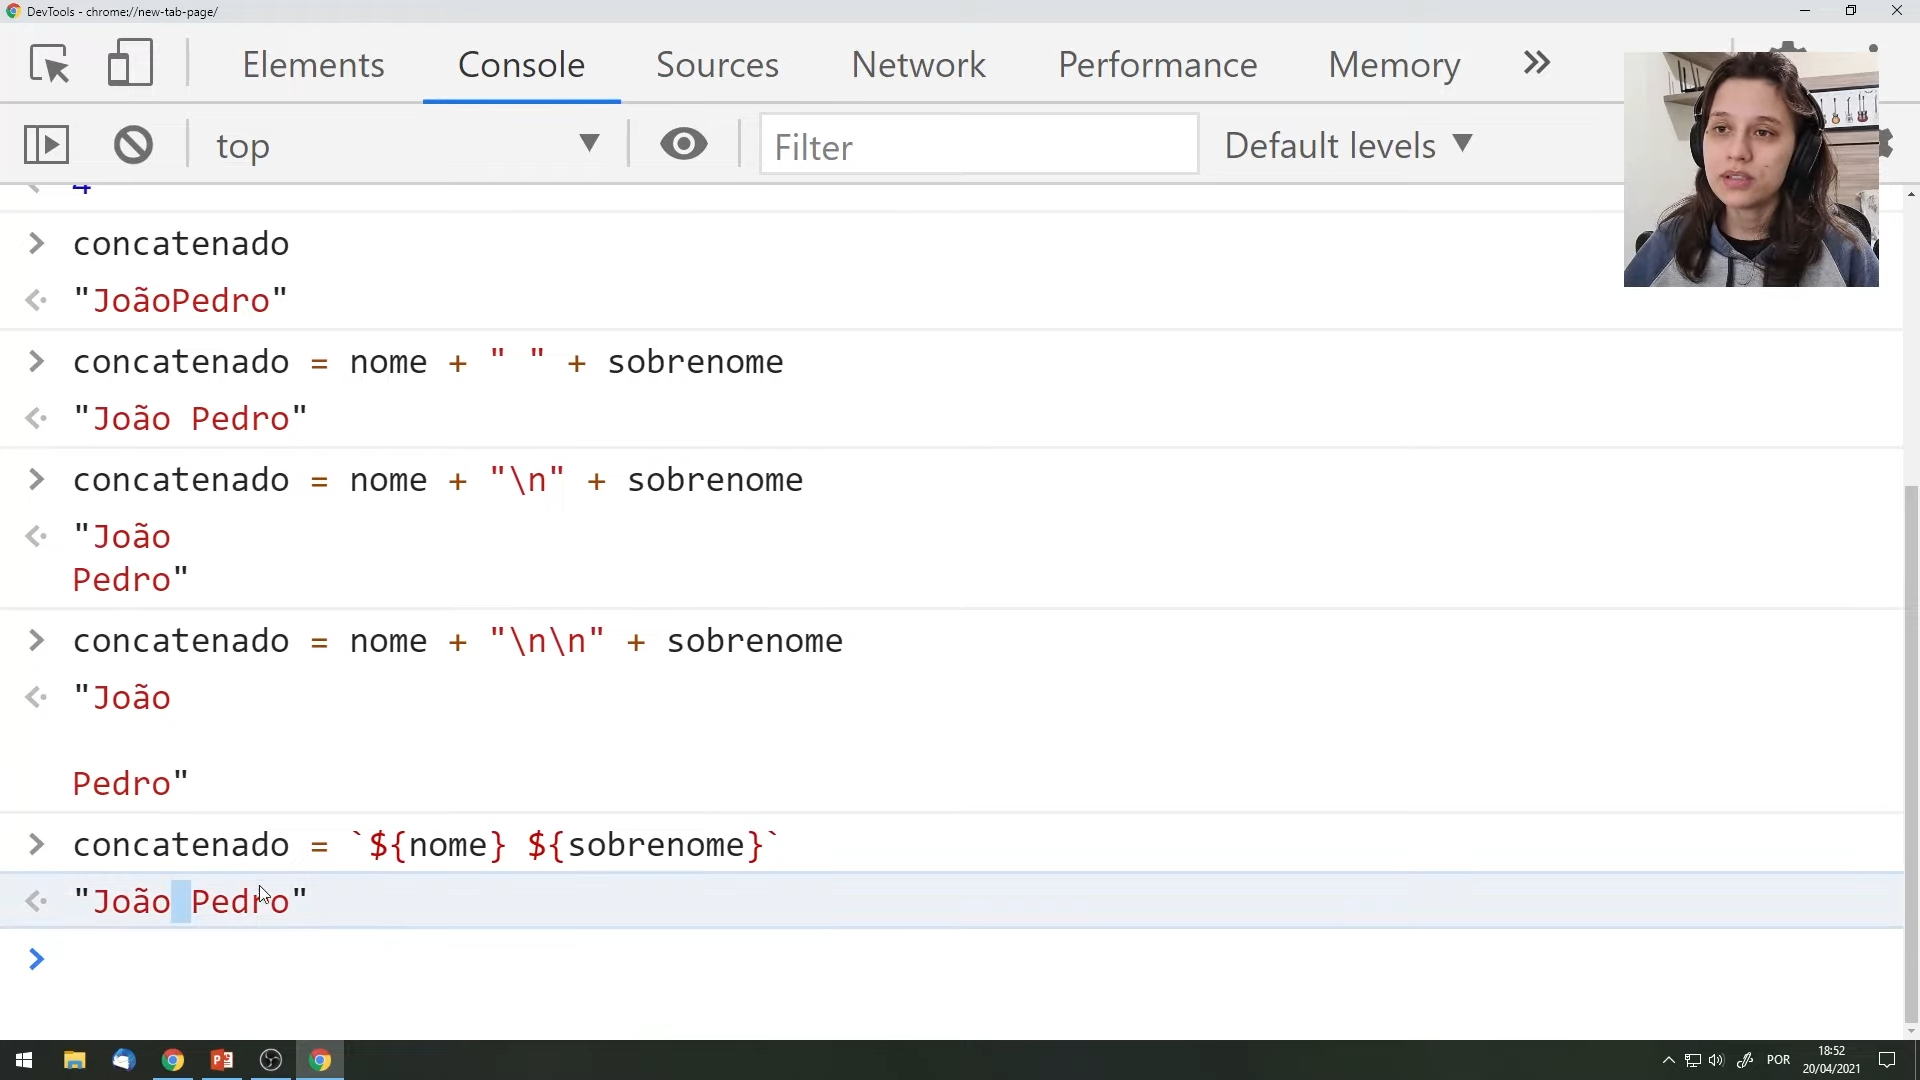 DevTools - chrome://new-tab-page/
Elements Console Sources Network Performance Memory
top Filter Default levels
4
concatenado
"JoãoPedro"
concatenado = nome + " " + sobrenome
"João Pedro"
concatenado = nome + "\n" + sobrenome
"João
Pedro"
concatenado = nome + "\n\n" + sobrenome
"João
Pedro"
concatenado = `${nome} ${sobrenome}`
"João Pedro"
POR
18:52
20/04/2021